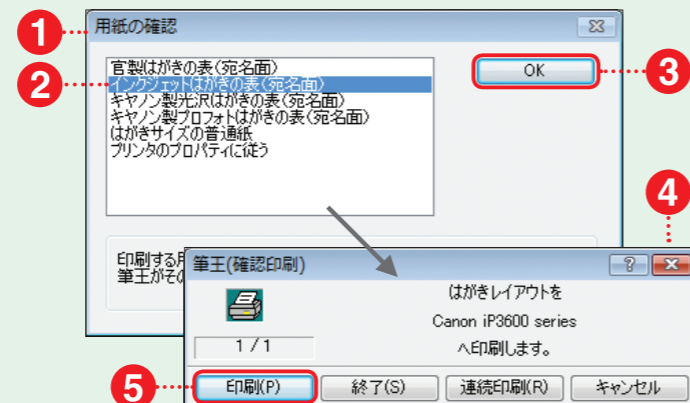 1
用紙の確認
2
官製はがきの表(宛名面)
インクジェットはがきの表(宛名面)
キヤノン製光沢はがきの表(宛名面)
キヤノン製プロフォトはがきの表(宛名面)
はがきサイズの普通紙
プリンタのプロパティに従う
OK
3
4
印刷する用
筆王がその
筆王(確認印刷)
?
はがきレイアウトを
Canon iP3600 series
へ印刷します。
1 / 1
5
印刷(P)
終了(S)
連続印刷(R)
キャンセル